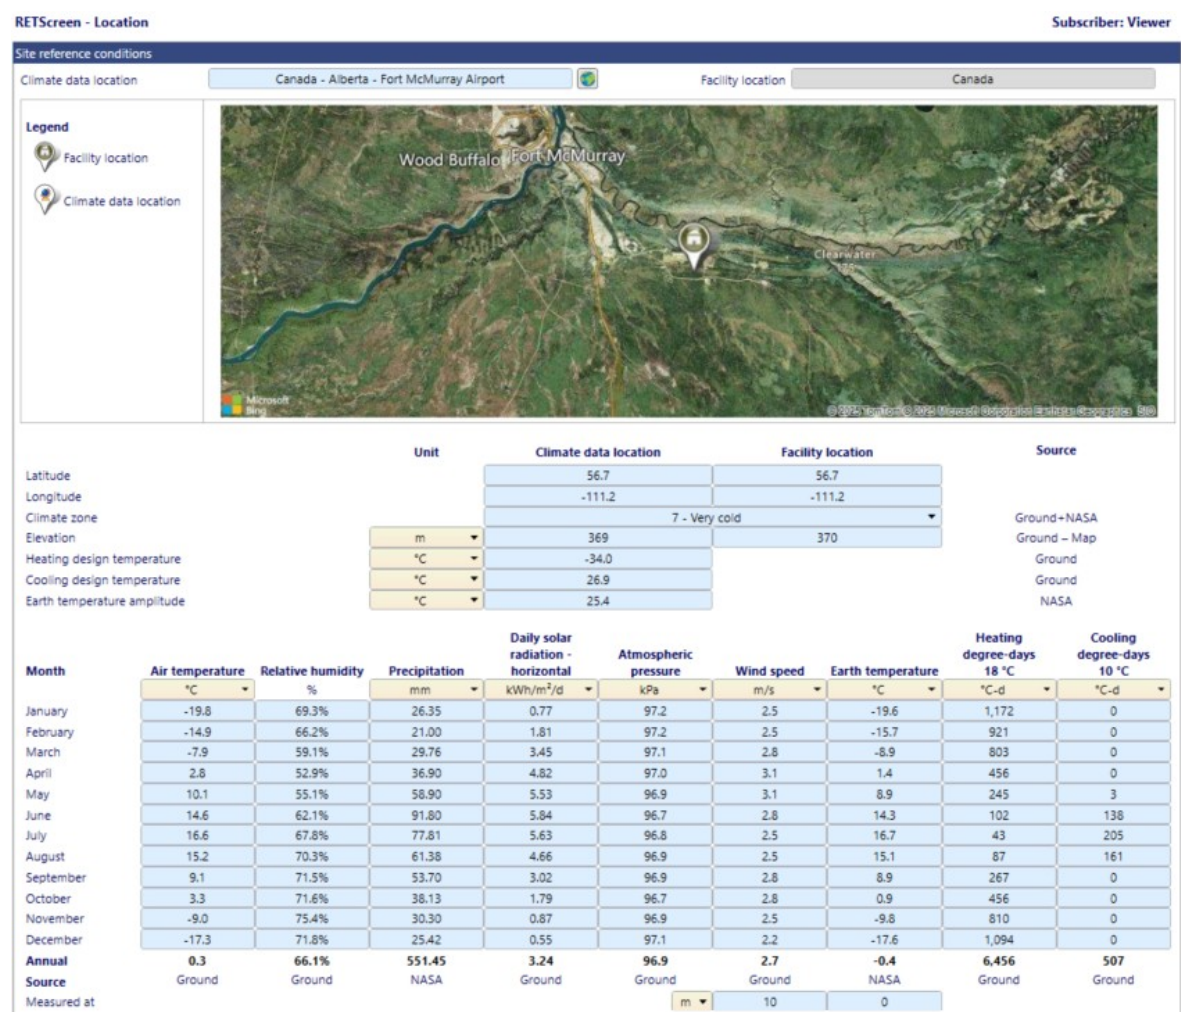 RETScreen - Location Subscriber: Viewer
Site reference conditions
Climate data location Canada - Alberta - Fort McMurray Airport Facility location Canada
Legend
Facility location
Climate data location
Wood Buffalo Fort McMurray
Clearwater
175
Microsoft
Bing
© 2025 TomTom © 2025 Microsoft Corporation Earthstar Geographics SIO
Unit Climate data location Facility location Source
Latitude 56.7 56.7
Longitude -111.2 -111.2
Climate zone 7 - Very cold Ground+NASA
Elevation m 369 370 Ground – Map
Heating design temperature °C -34.0 Ground
Cooling design temperature °C 26.9 Ground
Earth temperature amplitude °C 25.4 NASA
Daily solar Heating Cooling
radiation - Atmospheric degree-days degree-days
Month Air temperature Relative humidity Precipitation horizontal pressure Wind speed Earth temperature 18 °C 10 °C
°C % mm kWh/m²/d kPa m/s °C °C-d °C-d
January -19.8 69.3% 26.35 0.77 97.2 2.5 -19.6 1,172 0
February -14.9 66.2% 21.00 1.81 97.2 2.5 -15.7 921 0
March -7.9 59.1% 29.76 3.45 97.1 2.8 -8.9 803 0
April 2.8 52.9% 36.90 4.82 97.0 3.1 1.4 456 0
May 10.1 55.1% 58.90 5.53 96.9 3.1 8.9 245 3
June 14.6 62.1% 91.80 5.84 96.7 2.8 14.3 102 138
July 16.6 67.8% 77.81 5.63 96.8 2.5 16.7 43 205
August 15.2 70.3% 61.38 4.66 96.9 2.5 15.1 87 161
September 9.1 71.5% 53.70 3.02 96.9 2.8 8.9 267 0
October 3.3 71.6% 38.13 1.79 96.7 2.8 0.9 456 0
November -9.0 75.4% 30.30 0.87 96.9 2.5 -9.8 810 0
December -17.3 71.8% 25.42 0.55 97.1 2.2 -17.6 1,094 0
Annual 0.3 66.1% 551.45 3.24 96.9 2.7 -0.4 6,456 507
Source Ground Ground NASA Ground Ground Ground NASA Ground Ground
Measured at m 10 0